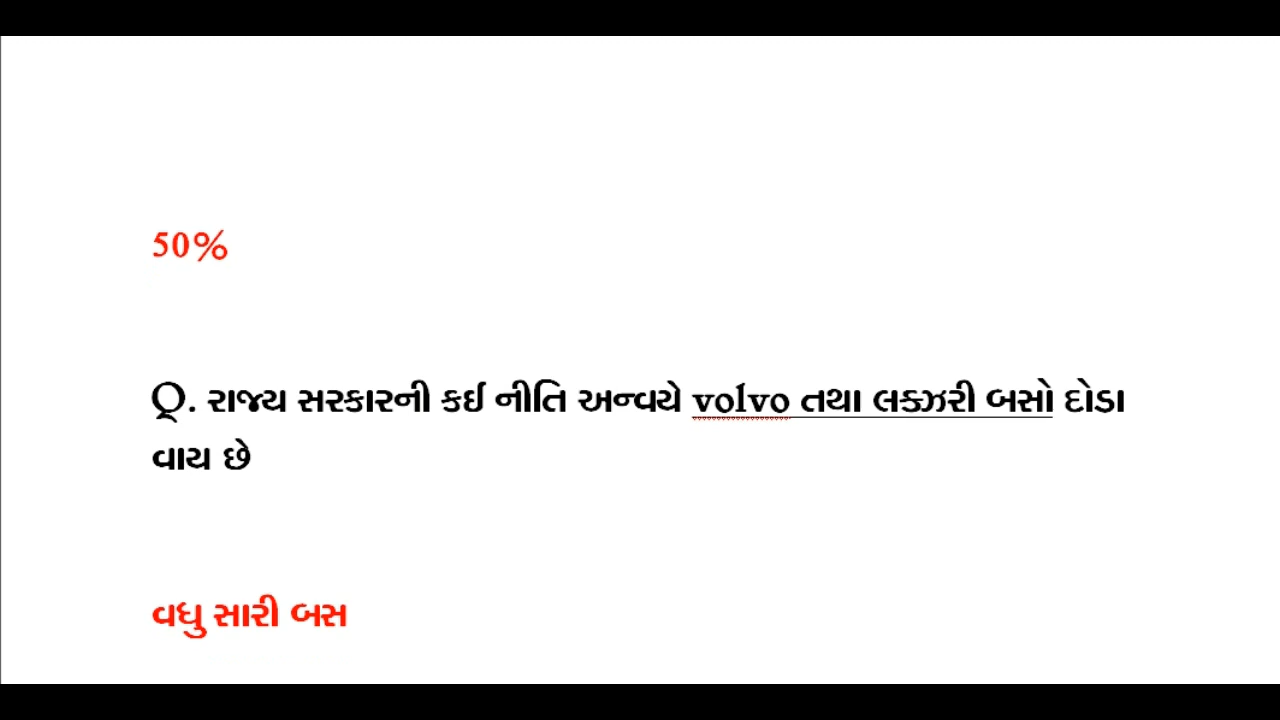 50%
Q. રાજ્ય સરકારની કઈ નીતિ અન્વયે volvo તથા લક્ઝરી બસો દોડા
વાય છે
વધુ સારી બસ